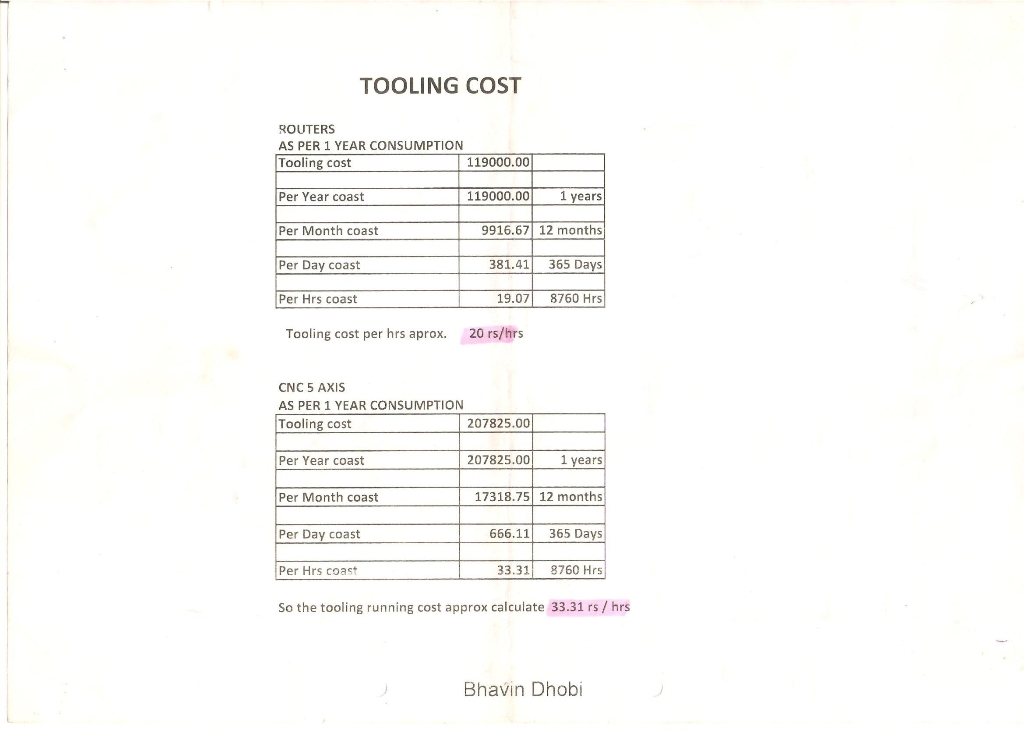 TOOLING COST
ROUTERS
AS PER 1 YEAR CONSUMPTION
Tooling cost 119000.00
Per Year coast 119000.00 1 years
Per Month coast 9916.67 12 months
Per Day coast 381.41 365 Days
Per Hrs coast 19.07 8760 Hrs
Tooling cost per hrs aprox. 20 rs/hrs
CNC 5 AXIS
AS PER 1 YEAR CONSUMPTION
Tooling cost 207825.00
Per Year coast 207825.00 1 years
Per Month coast 17318.75 12 months
Per Day coast 666.11 365 Days
Per Hrs coast 33.31 8760 Hrs
So the tooling running cost approx calculate 33.31 rs / hrs
Bhavin Dhobi